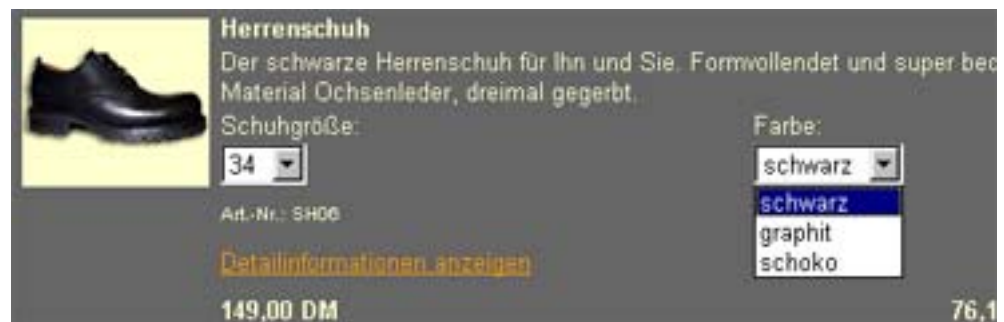 Herrenschuh
Der schwarze Herrenschuh für Ihn und Sie. Formvollendet und super
Material Ochsenleder, dreimal gegerbt.
Schuhgröße: Farbe:
34 schwarz
schwarz
Art.-Nr.: SH06
graphit
schoko
Detailinformationen anzeigen
149,00 DM 76,1